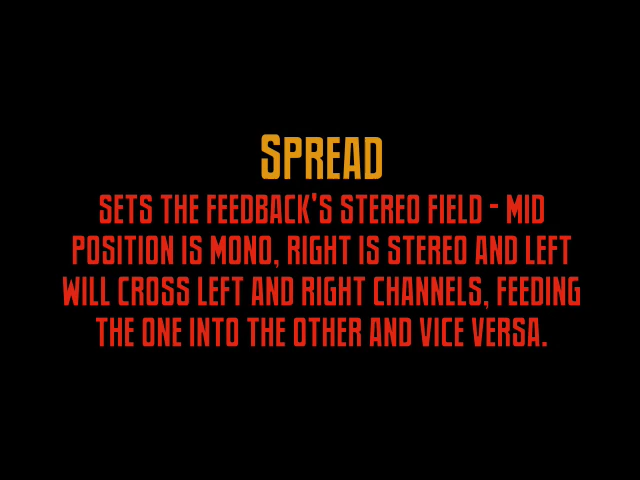 SPREAD
SETS THE FEEDBACK'S STEREO FIELD - MID
POSITION IS MONO, RIGHT IS STEREO AND LEFT
WILL CROSS LEFT AND RIGHT CHANNELS, FEEDING
THE ONE INTO THE OTHER AND VICE VERSA.